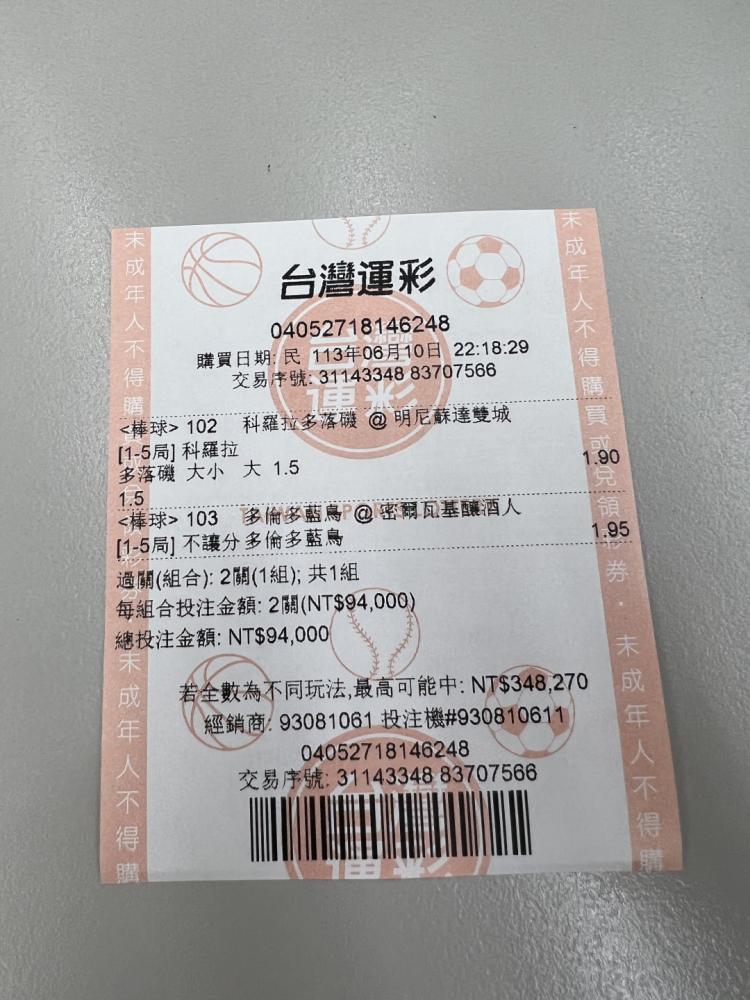 台灣運彩
04052718146248
購買日期: 民 113年06月10日 22:18:29
交易序號: 31143348 83707566
<棒球> 102 科羅拉多落磯 @ 明尼蘇達雙城
[1-5局] 科羅拉
多落磯 大小 大 1.5 1.90
1.5
<棒球> 103 多倫多藍鳥 @ 密爾瓦基釀酒人
[1-5局] 不讓分 多倫多藍鳥 1.95
過關(組合): 2關(1組); 共1組
每組合投注金額: 2關(NT$94,000)
總投注金額: NT$94,000
若全數為不同玩法,最高可能中: NT$348,270
經銷商: 93081061 投注機#930810611
04052718146248
交易序號: 31143348 83707566
未成年人不得購
未成年人不得購
未成年人不得購買或兌領彩券．未成年人不得購